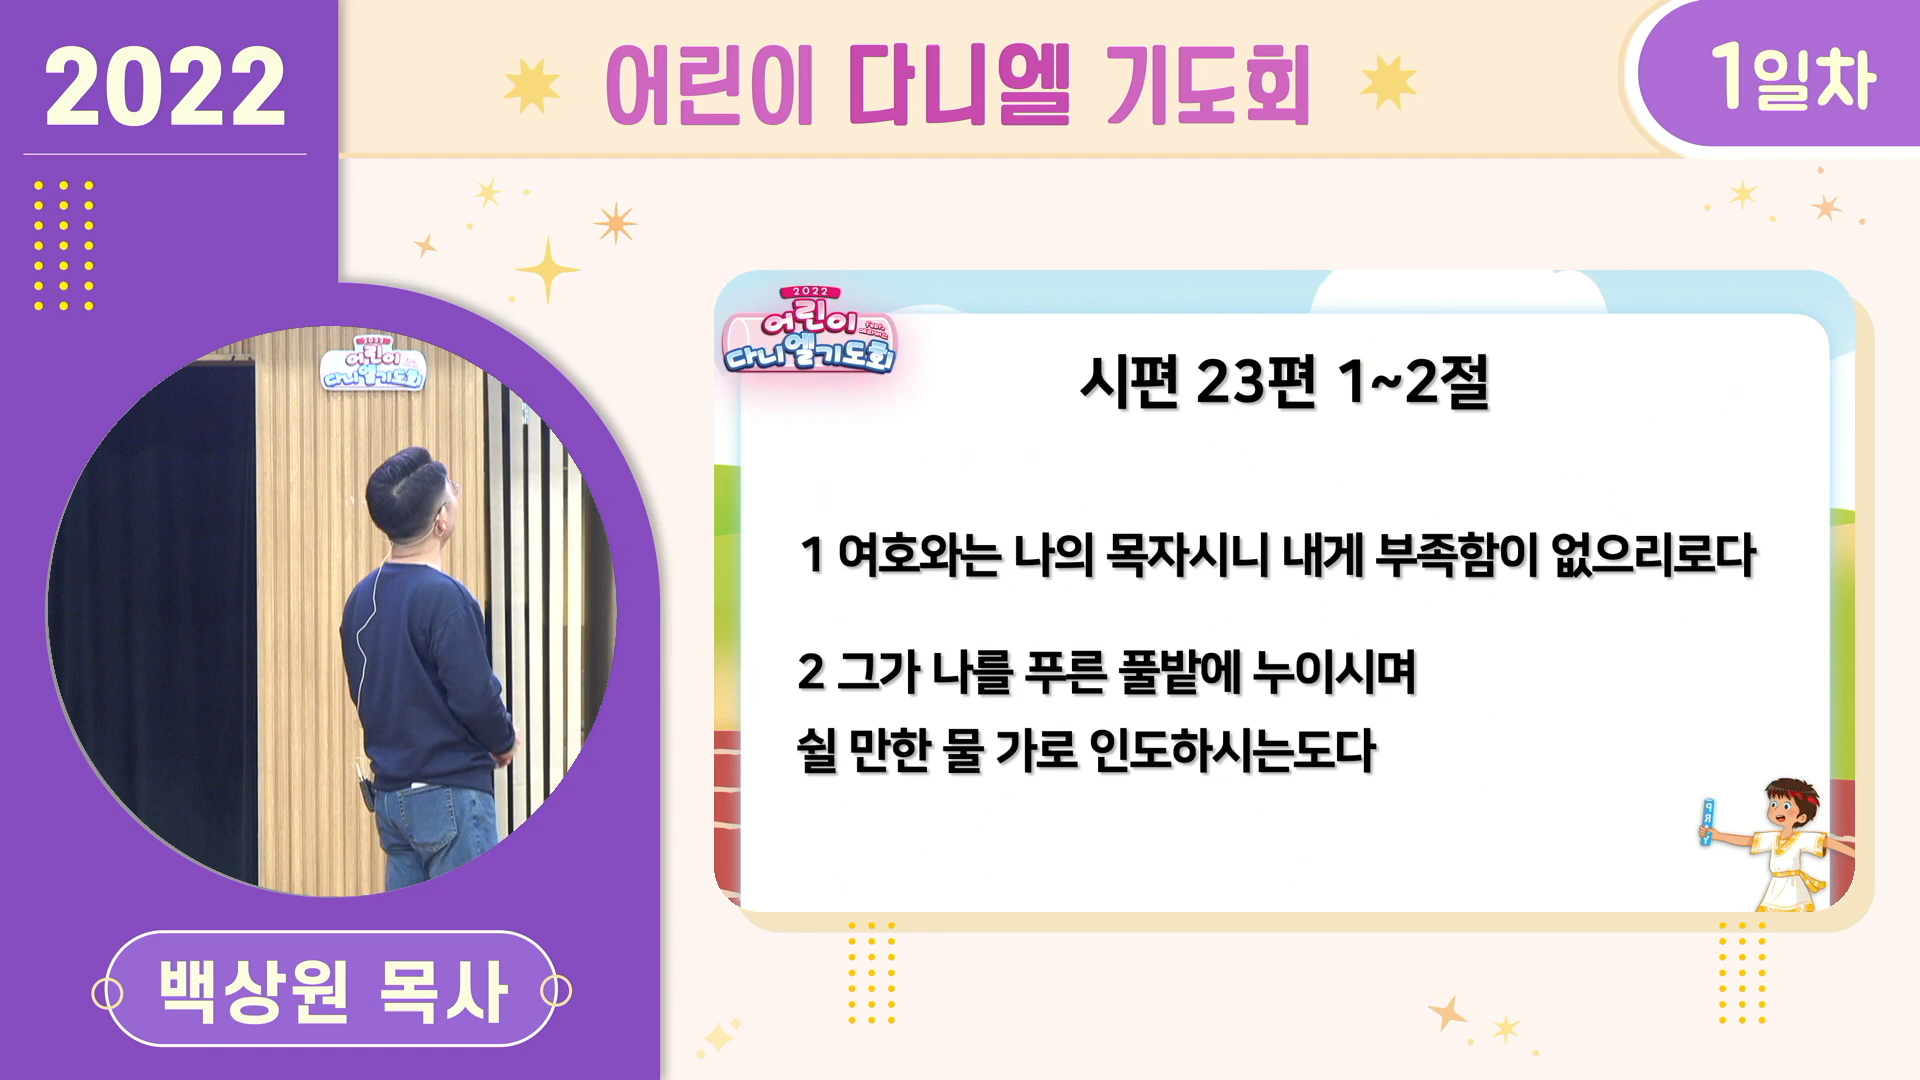 2022
어린이 다니엘 기도회
1일차
2022
어린이
다니엘기도회
2022
어린이
다니엘기도회
시편 23편 1~2절
1 여호와는 나의 목자시니 내게 부족함이 없으리로다
2 그가 나를 푸른 풀밭에 누이시며
쉴 만한 물 가로 인도하시는도다
PRAY
백상원 목사